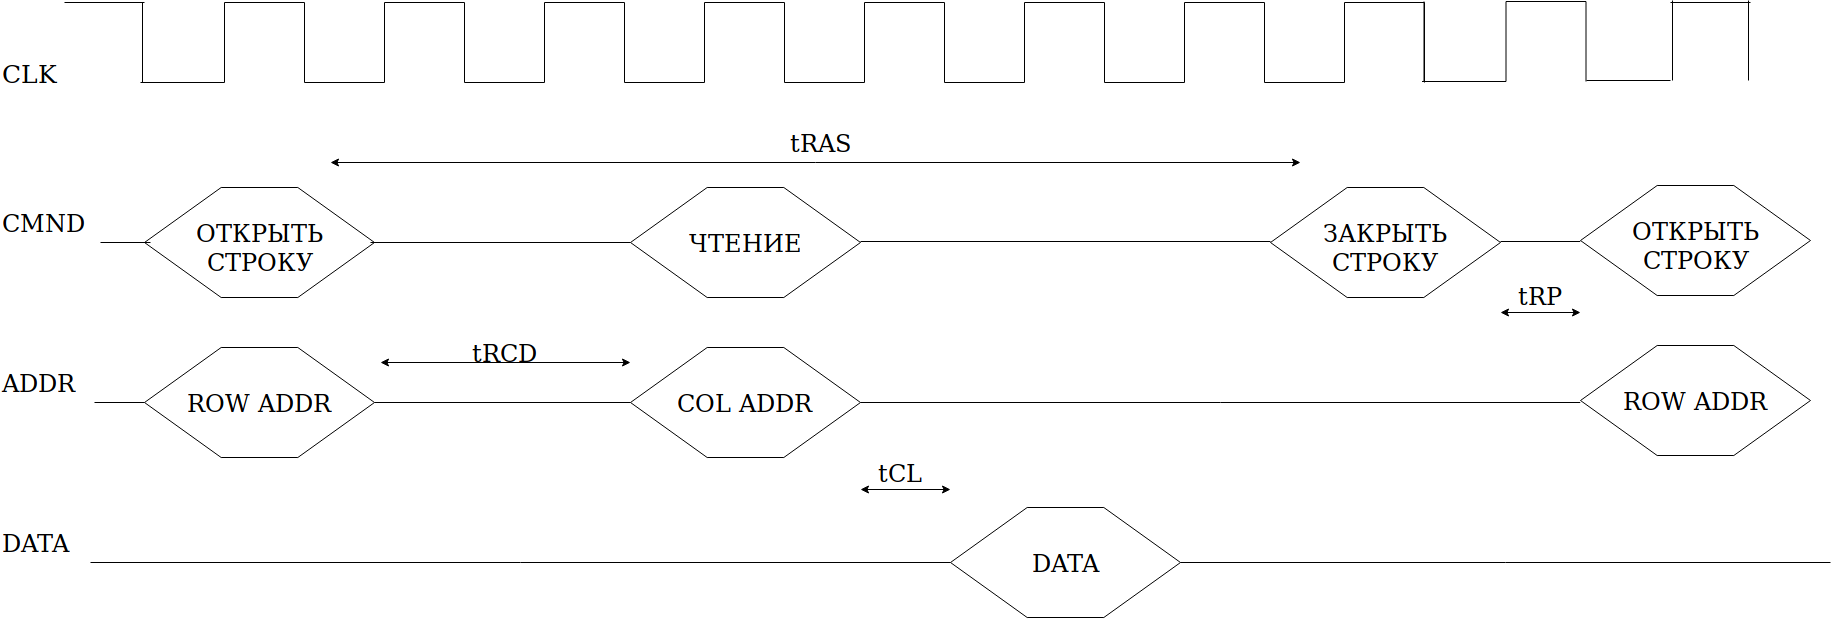 CLK
tRAS
CMND
ОТКРЫТЬ
СТРОКУ
ЧТЕНИЕ
ЗАКРЫТЬ
СТРОКУ
ОТКРЫТЬ
СТРОКУ
tRP
tRCD
ADDR
ROW ADDR
COL ADDR
ROW ADDR
tCL
DATA
DATA